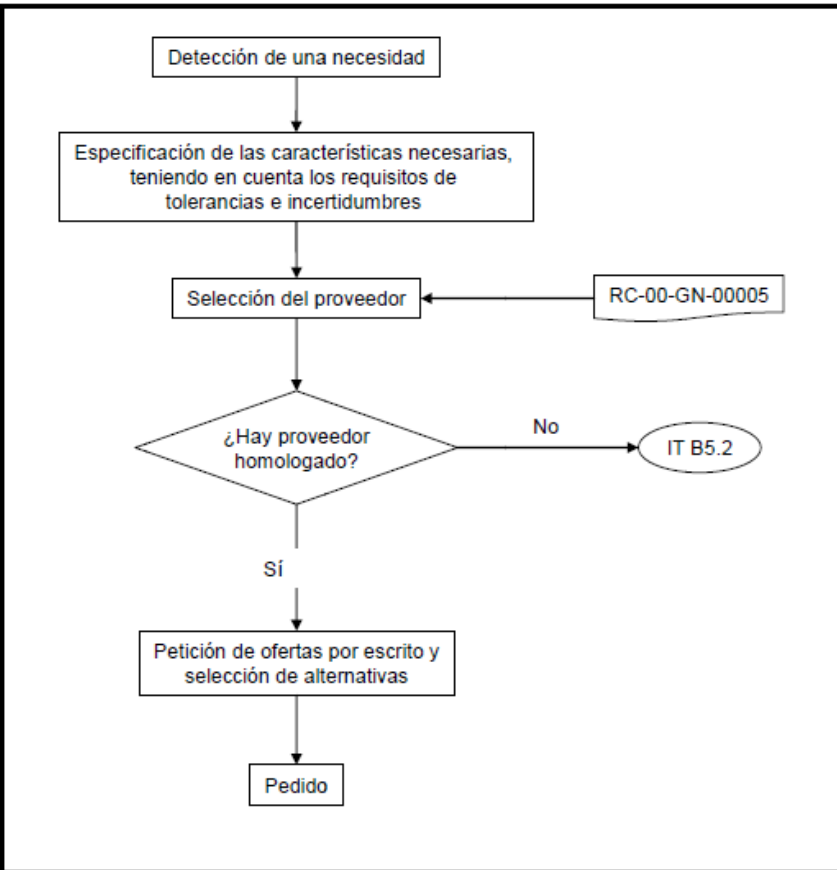 Detección de una necesidad
Especificación de las características necesarias,
teniendo en cuenta los requisitos de
tolerancias e incertidumbres
Selección del proveedor
RC-00-GN-00005
¿Hay proveedor
homologado?
No
IT B5.2
Sí
Petición de ofertas por escrito y
selección de alternativas
Pedido